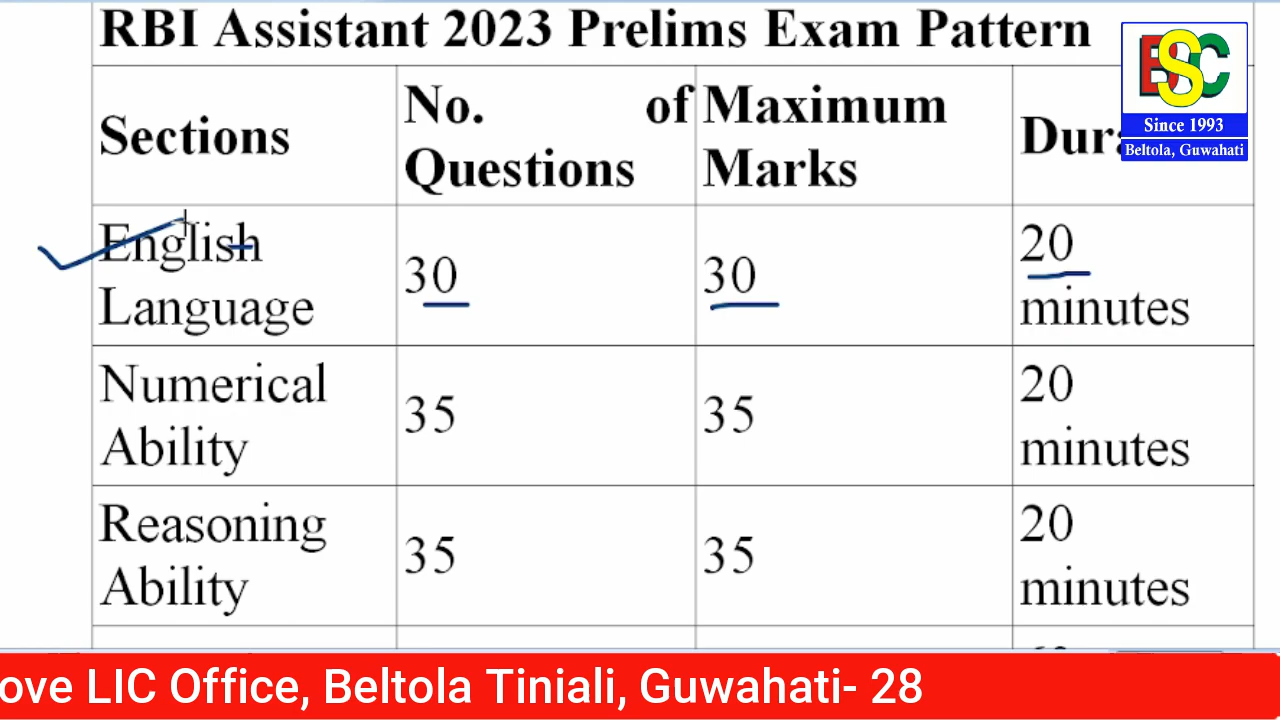 RBI Assistant 2023 Prelims Exam Pattern
Sections
No. of
Questions
Maximum
Marks
BSC
Since 1993
Beltola, Guwahati
English
Language
30
30
20
minutes
Numerical
Ability
35
35
20
minutes
Reasoning
Ability
35
35
20
minutes
LIC Office, Beltola Tiniali, Guwahati- 28